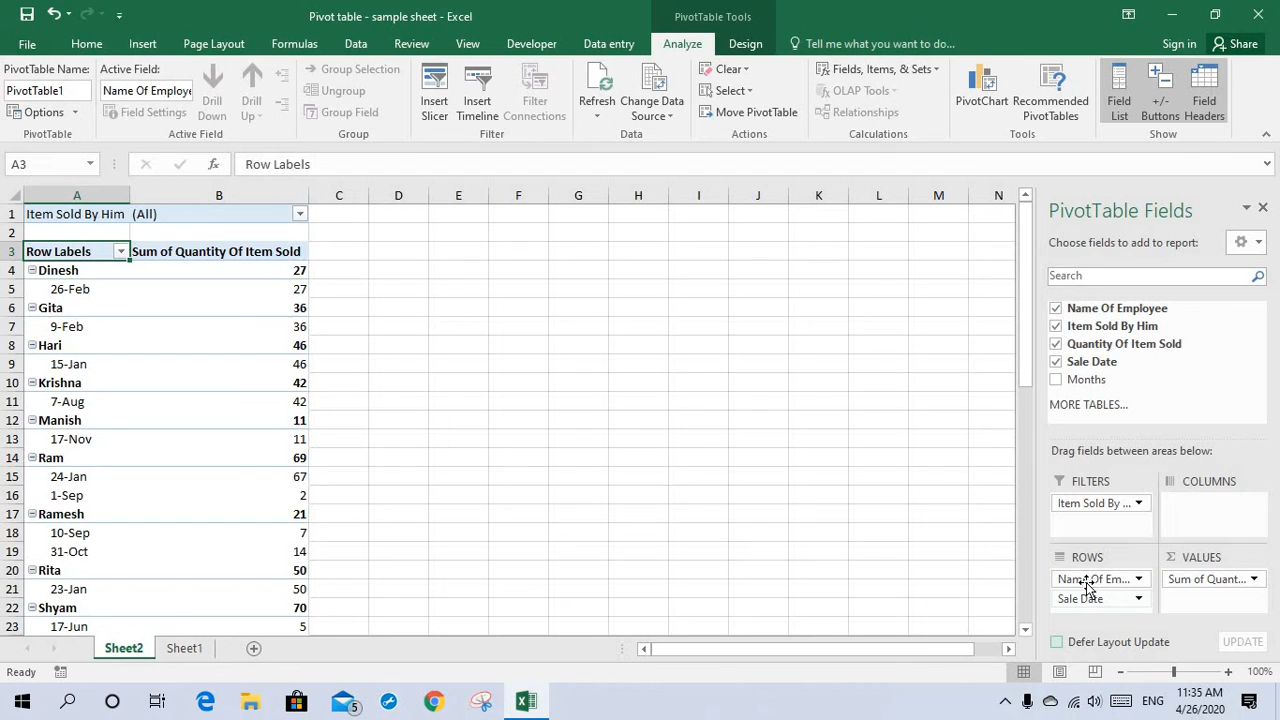 Pivot table - sample sheet - Excel
PivotTable Tools
File Home Insert Page Layout Formulas Data Review View Developer Data entry Analyze Design Tell me what you want to do... Sign in Share
PivotTable Name:
PivotTable1
Options
PivotTable
Active Field:
Name Of Employe
Field Settings
Drill Down
Drill Up
Active Field
Group Selection
Ungroup
Group Field
Group
Insert Slicer
Insert Timeline
Filter Connections
Filter
Refresh
Change Data Source
Data
Clear
Select
Move PivotTable
Actions
Fields, Items, & Sets
OLAP Tools
Relationships
Calculations
PivotChart
Recommended PivotTables
Tools
Field List
+/- Buttons
Field Headers
Show
A3 fx Row Labels
A B C D E F G H I J K L M N
1 Item Sold By Him (All)
2
3 Row Labels Sum of Quantity Of Item Sold
4 Dinesh 27
5 26-Feb 27
6 Gita 36
7 9-Feb 36
8 Hari 46
9 15-Jan 46
10 Krishna 42
11 7-Aug 42
12 Manish 11
13 17-Nov 11
14 Ram 69
15 24-Jan 67
16 1-Sep 2
17 Ramesh 21
18 10-Sep 7
19 31-Oct 14
20 Rita 50
21 23-Jan 50
22 Shyam 70
23 17-Jun 5
PivotTable Fields
Choose fields to add to report:
Search
Name Of Employee
Item Sold By Him
Quantity Of Item Sold
Sale Date
Months
MORE TABLES...
Drag fields between areas below:
FILTERS
Item Sold By ...
COLUMNS
ROWS
Name Of Em...
Sale Date
Σ VALUES
Sum of Quant...
Defer Layout Update UPDATE
Sheet2 Sheet1
Ready 100%
5
ENG
11:35 AM
4/26/2020